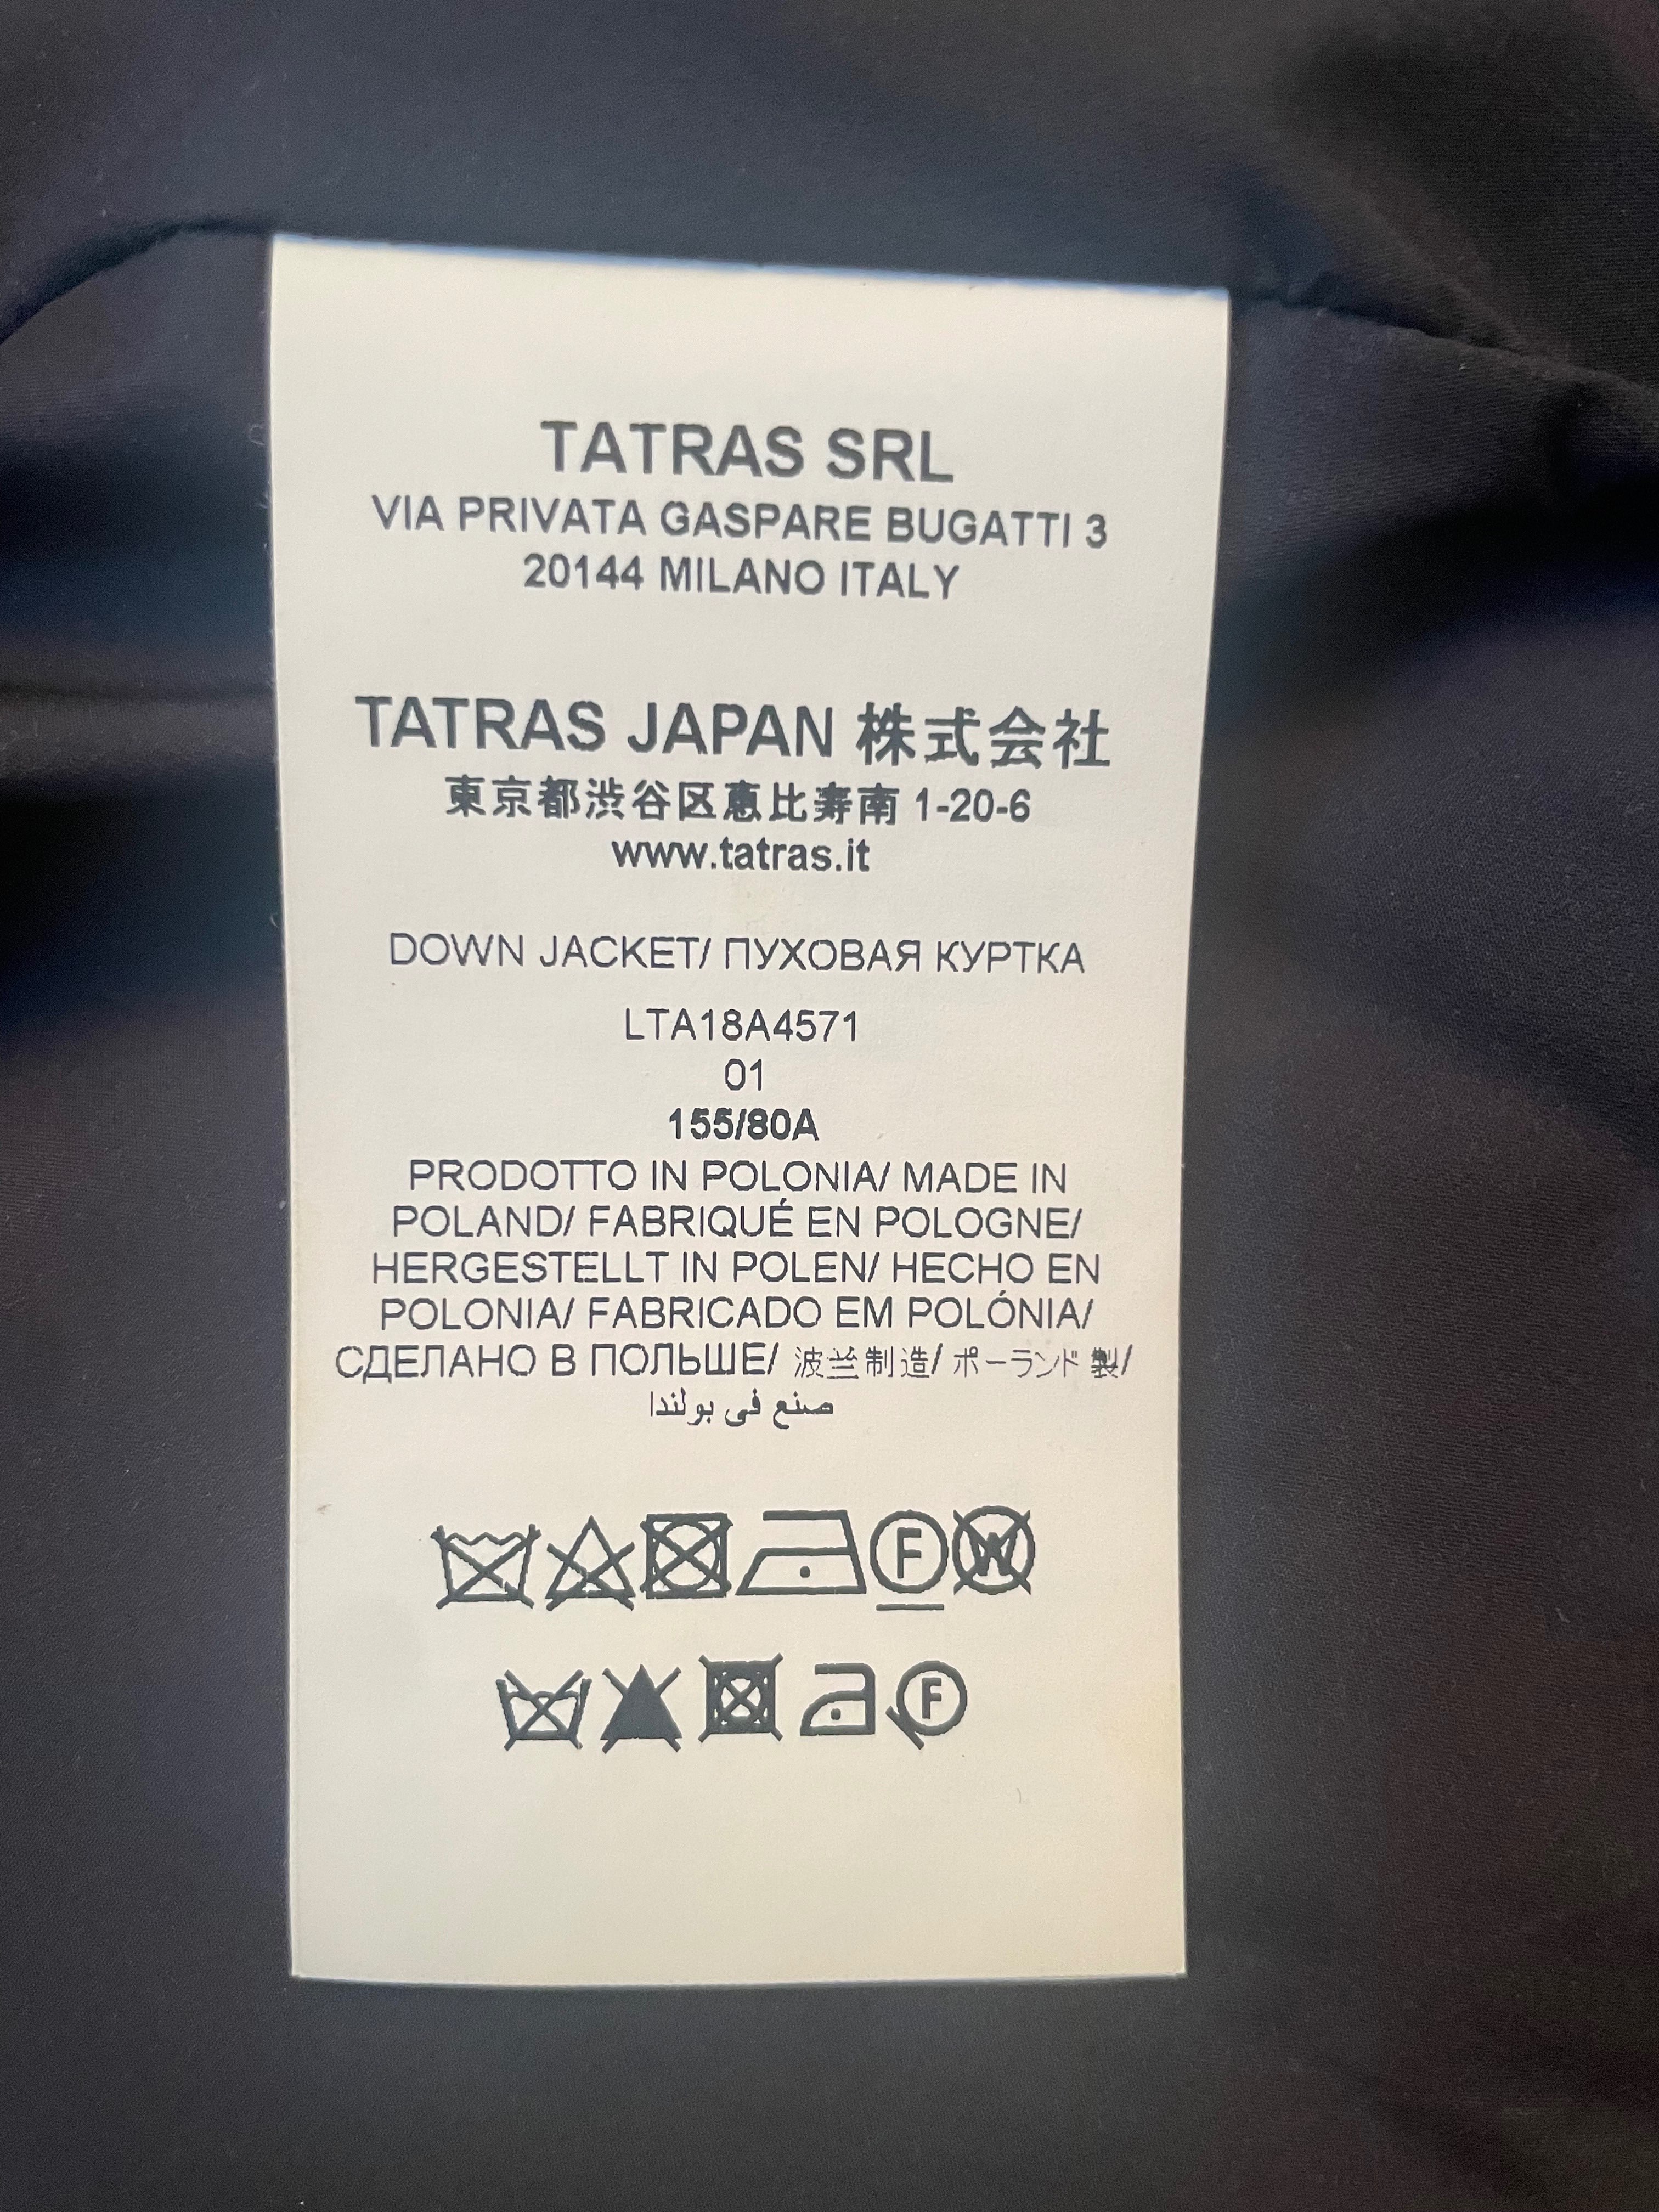 TATRAS SRL
VIA PRIVATA GASPARE BUGATTI 3
20144 MILANO ITALY
TATRAS JAPAN 株式会社
東京都渋谷区恵比寿南 1-20-6
www.tatras.it
DOWN JACKET/ ПУХОВАЯ КУРТКА
LTA18A4571
01
155/80A
PRODOTTO IN POLONIA/ MADE IN
POLAND/ FABRIQUÉ EN POLOGNE/
HERGESTELLT IN POLEN/ HECHO EN
POLONIA/ FABRICADO EM POLÓNIA/
СДЕЛАНО В ПОЛЬШЕ/ 波兰制造/ ポーランド 製/
صنع في بولندا
F W
F